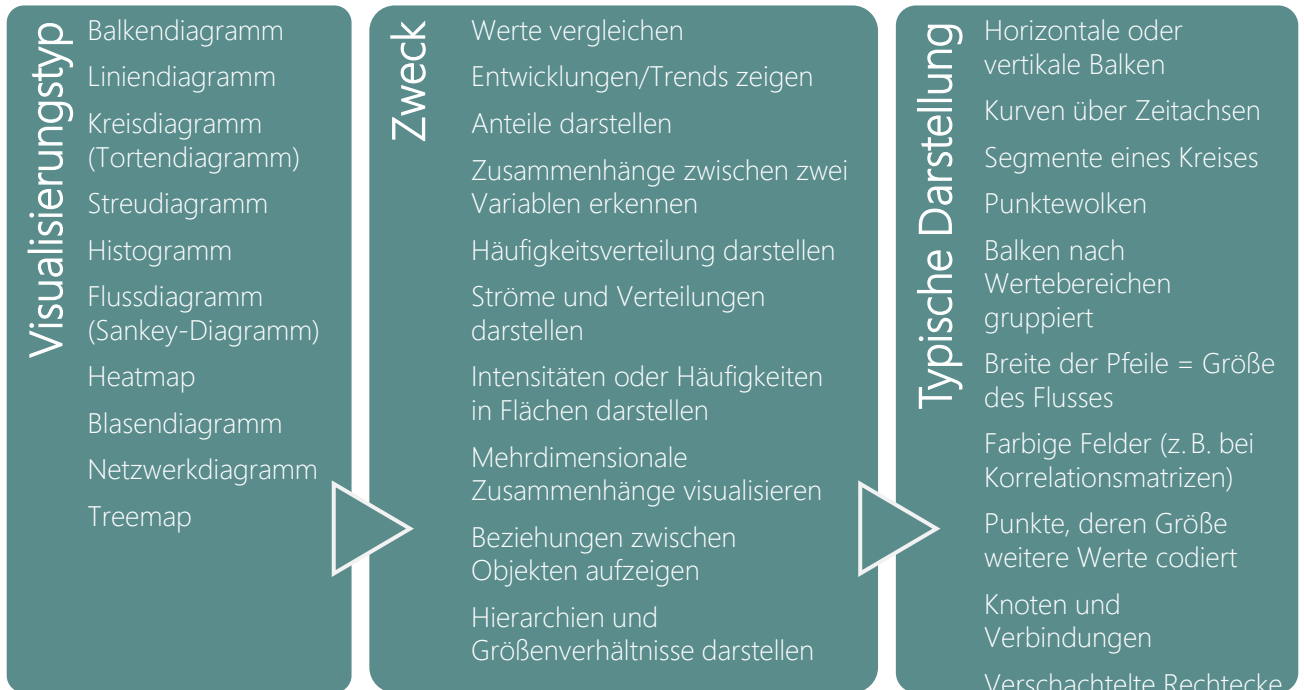 Visualisierungstyp
Balkendiagramm
Liniendiagramm
Kreisdiagramm
(Tortendiagramm)
Streudiagramm
Histogramm
Flussdiagramm
(Sankey-Diagramm)
Heatmap
Blasendiagramm
Netzwerkdiagramm
Treemap
Zweck
Werte vergleichen
Entwicklungen/Trends zeigen
Anteile darstellen
Zusammenhänge zwischen zwei
Variablen erkennen
Häufigkeitsverteilung darstellen
Ströme und Verteilungen
darstellen
Intensitäten oder Häufigkeiten
in Flächen darstellen
Mehrdimensionale
Zusammenhänge visualisieren
Beziehungen zwischen
Objekten aufzeigen
Hierarchien und
Größenverhältnisse darstellen
Typische Darstellung
Horizontale oder
vertikale Balken
Kurven über Zeitachsen
Segmente eines Kreises
Punktewolken
Balken nach
Wertebereichen
gruppiert
Breite der Pfeile = Größe
des Flusses
Farbige Felder (z. B. bei
Korrelationsmatrizen)
Punkte, deren Größe
weitere Werte codiert
Knoten und
Verbindungen
Verschachtelte Rechtecke